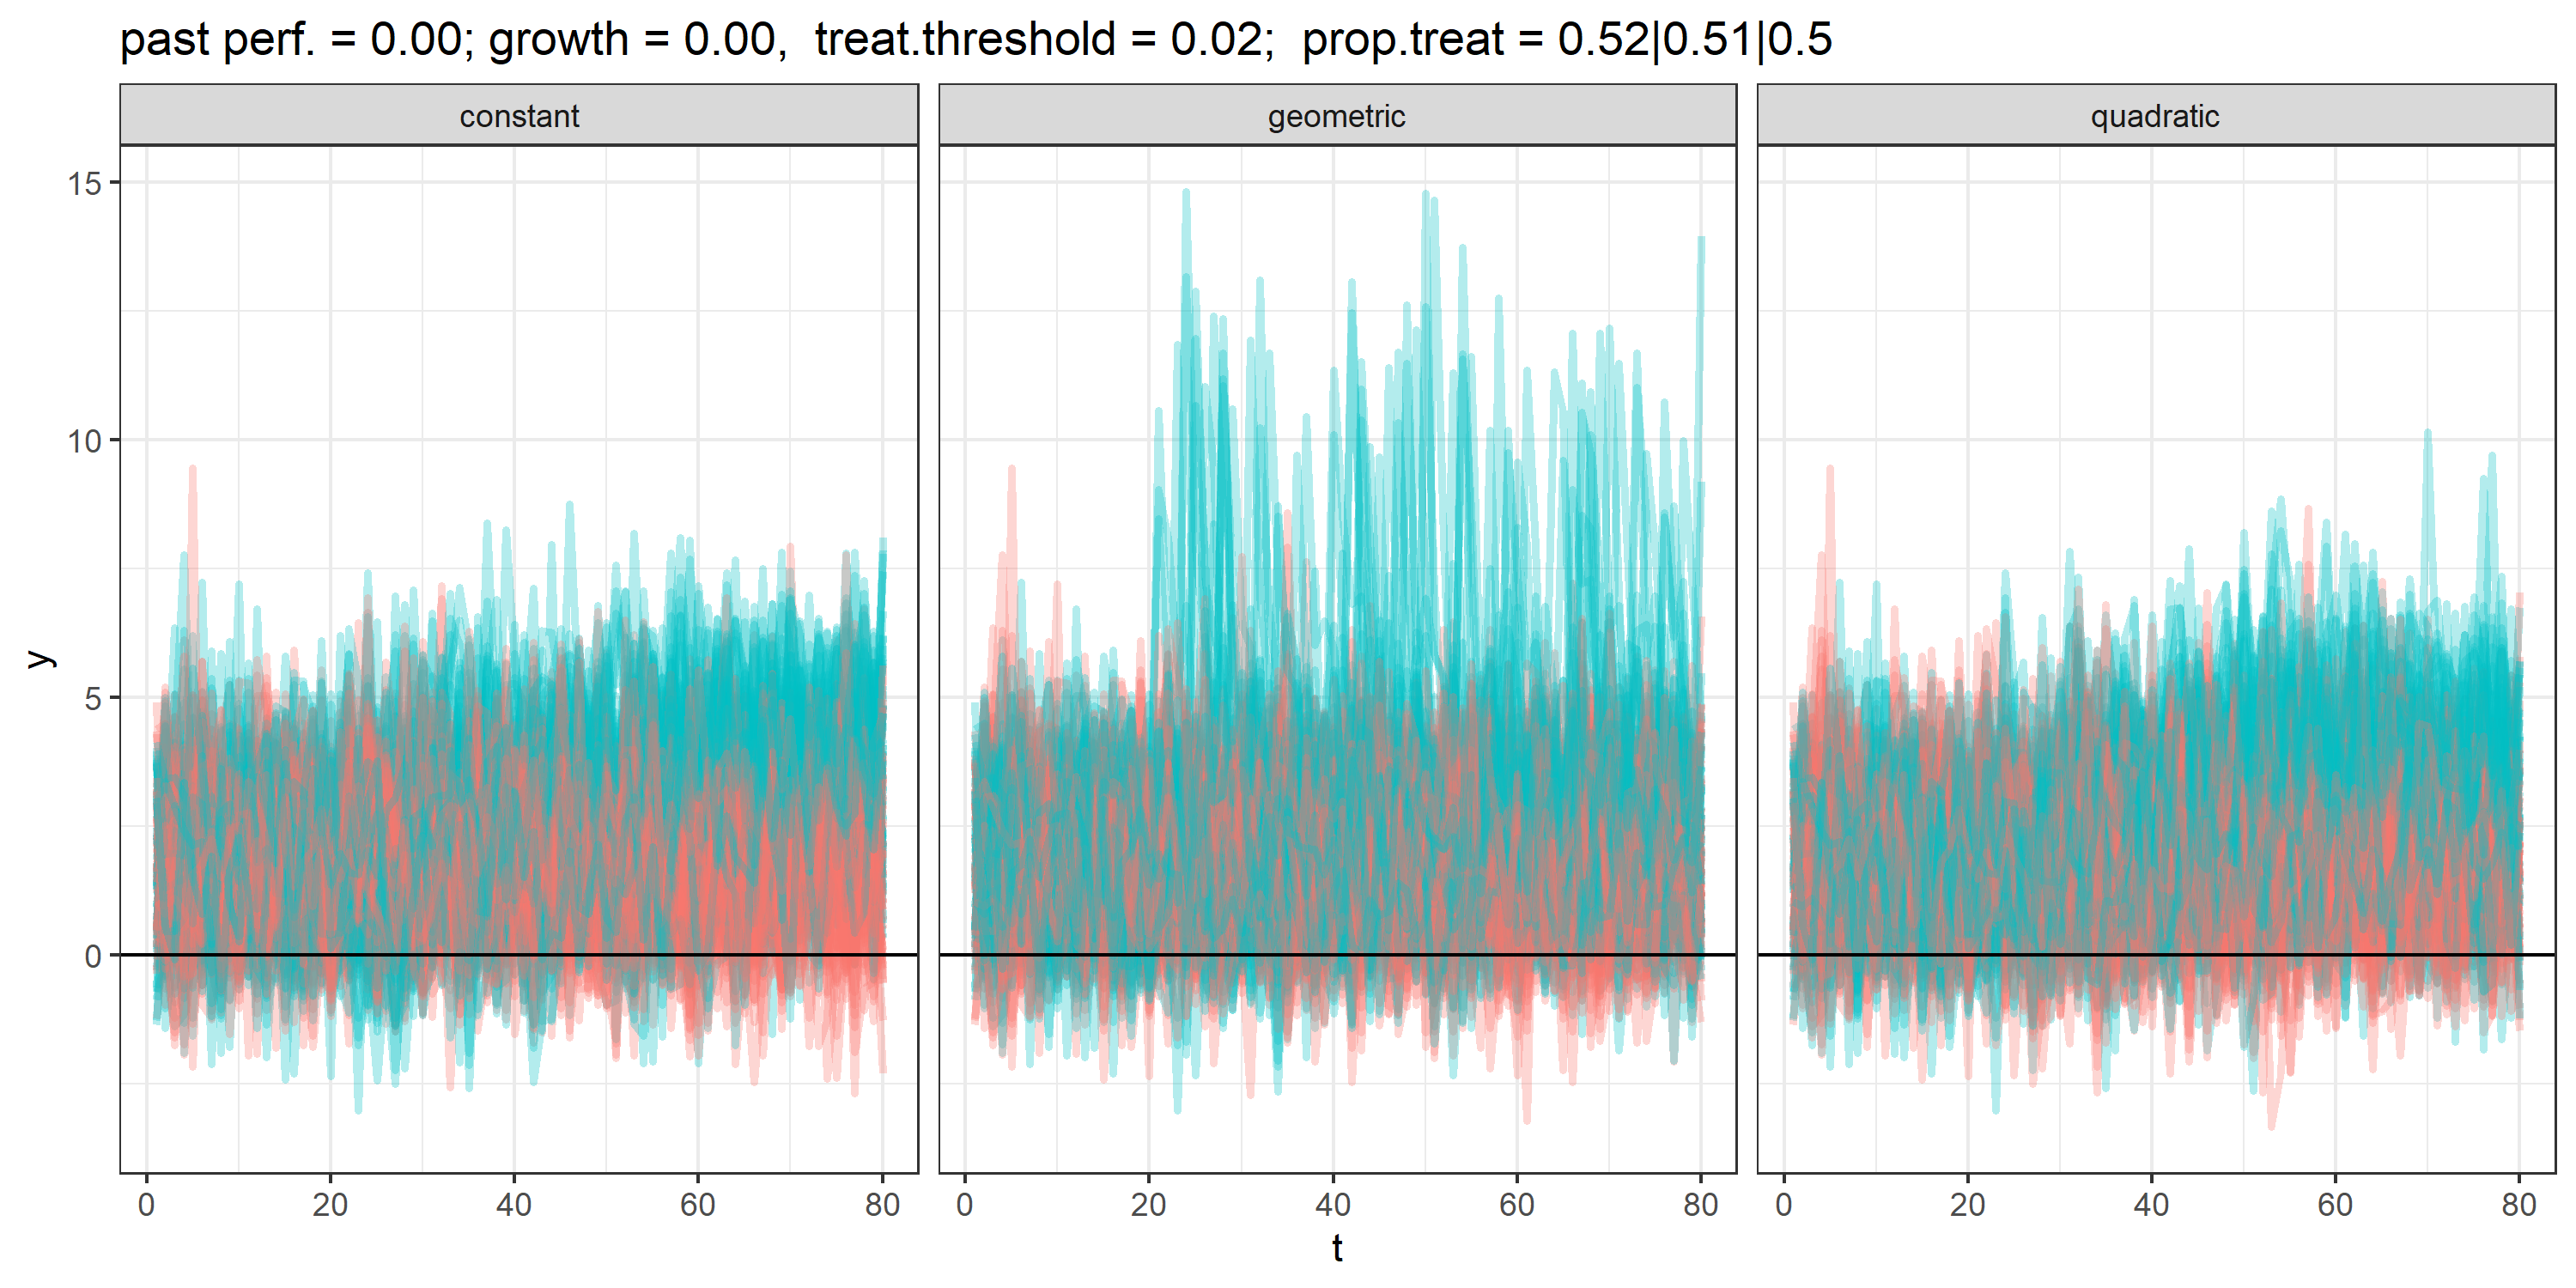 past perf. = 0.00; growth = 0.00,  treat.threshold = 0.02;  prop.treat = 0.52|0.51|0.5
constant geometric quadratic
15
10
5
0
y
0 20 40 60 80 0 20 40 60 80 0 20 40 60 80
t